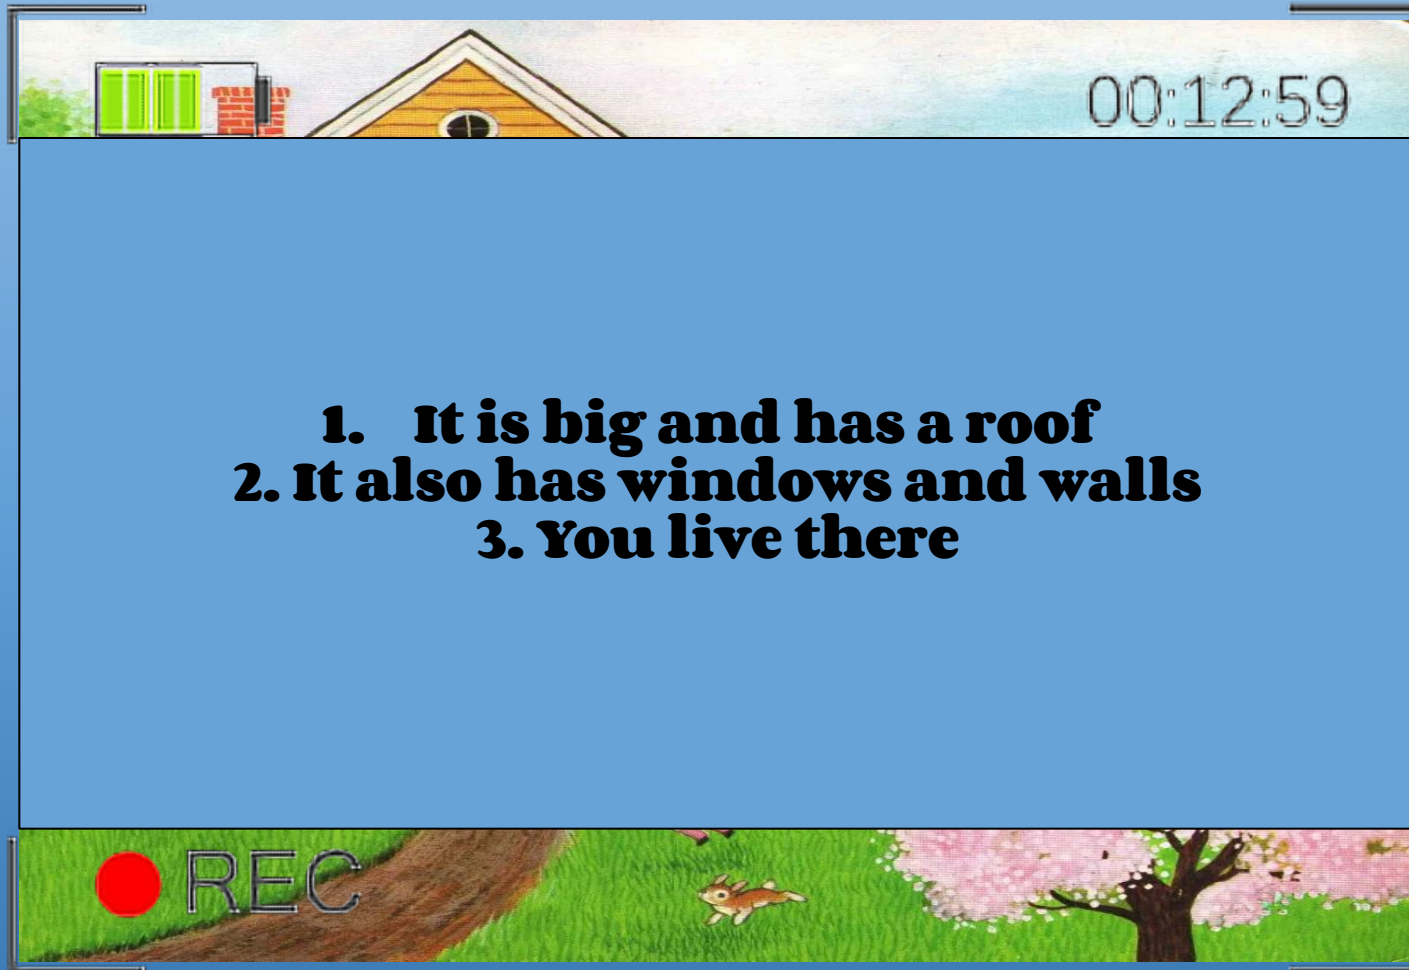 00:12:59
1. It is big and has a roof
2. It also has windows and walls
3. You live there
REC